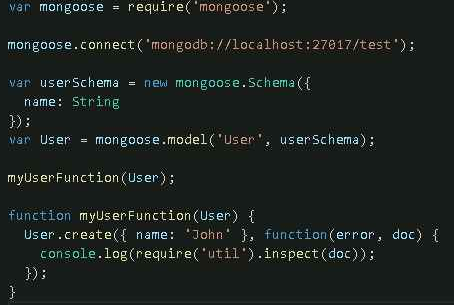 var mongoose = require('mongoose');
mongoose.connect('mongodb://localhost:27017/test');
var userSchema = new mongoose.Schema({
  name: String
});
var User = mongoose.model('User', userSchema);
myUserFunction(User);
function myUserFunction(User) {
  User.create({ name: 'John' }, function(error, doc) {
    console.log(require('util').inspect(doc));
  });
}